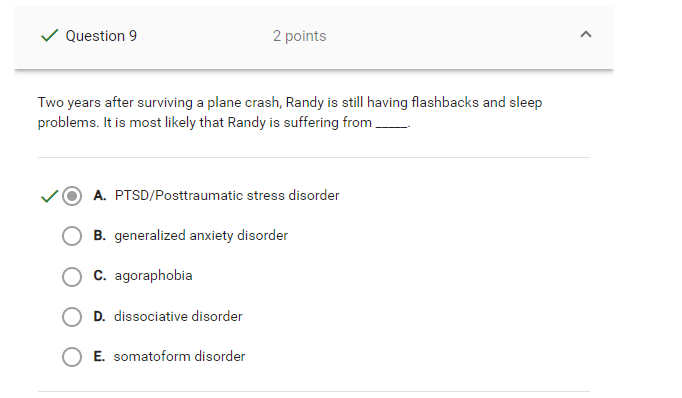 Question 9 2 points
Two years after surviving a plane crash, Randy is still having flashbacks and sleep
problems. It is most likely that Randy is suffering from _____.
A. PTSD/Posttraumatic stress disorder
B. generalized anxiety disorder
C. agoraphobia
D. dissociative disorder
E. somatoform disorder